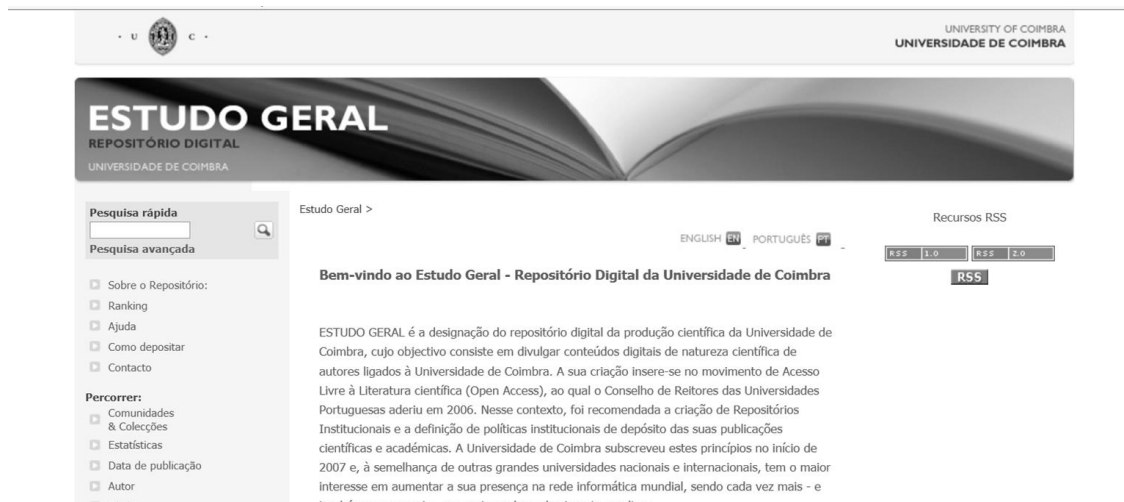 · U C ·
UNIVERSITY OF COIMBRA
UNIVERSIDADE DE COIMBRA
ESTUDO GERAL
REPOSITÓRIO DIGITAL
UNIVERSIDADE DE COIMBRA
Pesquisa rápida
Pesquisa avançada
Sobre o Repositório:
Ranking
Ajuda
Como depositar
Contacto
Percorrer:
Comunidades
& Colecções
Estatísticas
Data de publicação
Autor
Estudo Geral >
ENGLISH EN PORTUGUÊS PT
Bem-vindo ao Estudo Geral - Repositório Digital da Universidade de Coimbra
ESTUDO GERAL é a designação do repositório digital da produção científica da Universidade de
Coimbra, cujo objectivo consiste em divulgar conteúdos digitais de natureza científica de
autores ligados à Universidade de Coimbra. A sua criação insere-se no movimento de Acesso
Livre à Literatura científica (Open Access), ao qual o Conselho de Reitores das Universidades
Portuguesas aderiu em 2006. Nesse contexto, foi recomendada a criação de Repositórios
Institucionais e a definição de políticas institucionais de depósito das suas publicações
científicas e académicas. A Universidade de Coimbra subscreveu estes princípios no início de
2007 e, à semelhança de outras grandes universidades nacionais e internacionais, tem o maior
interesse em aumentar a sua presença na rede informática mundial, sendo cada vez mais - e
Recursos RSS
RSS 1.0 RSS 2.0
RSS